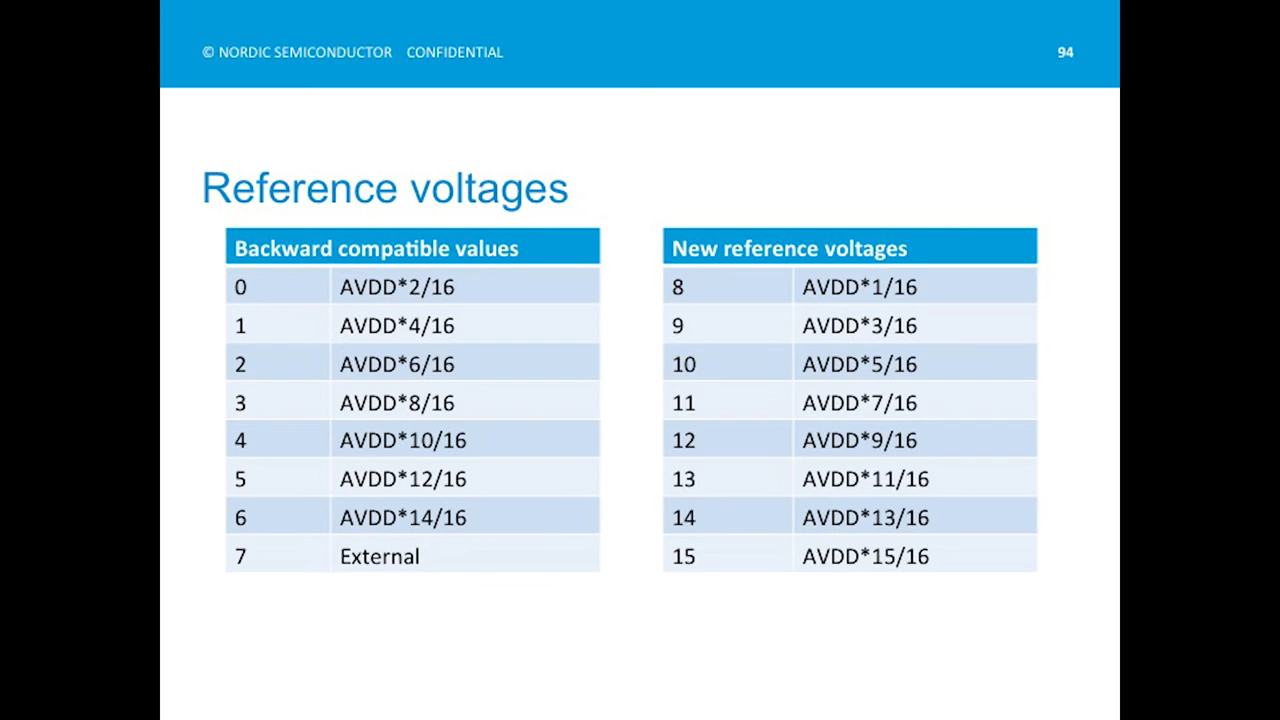 © NORDIC SEMICONDUCTOR CONFIDENTIAL 94
Reference voltages
Backward compatible values
0 AVDD*2/16
1 AVDD*4/16
2 AVDD*6/16
3 AVDD*8/16
4 AVDD*10/16
5 AVDD*12/16
6 AVDD*14/16
7 External
New reference voltages
8 AVDD*1/16
9 AVDD*3/16
10 AVDD*5/16
11 AVDD*7/16
12 AVDD*9/16
13 AVDD*11/16
14 AVDD*13/16
15 AVDD*15/16